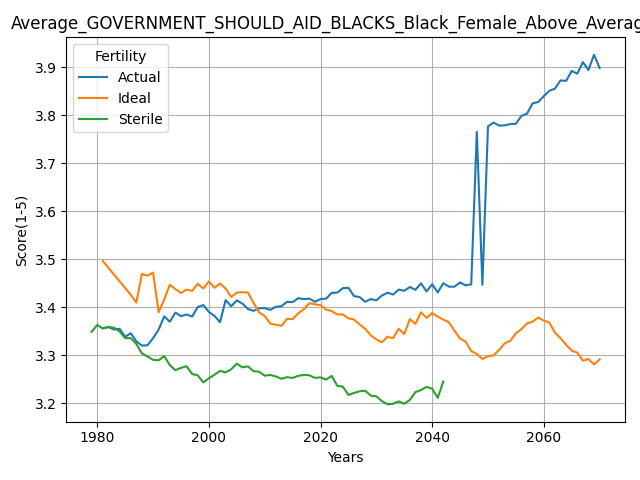 Average_GOVERNMENT_SHOULD_AID_BLACKS_Black_Female_Above_Averag
Fertility
Actual
Ideal
Sterile
3.9
3.8
3.7
3.6
3.5
3.4
3.3
3.2
Score(1-5)
1980
2000
2020
2040
2060
Years